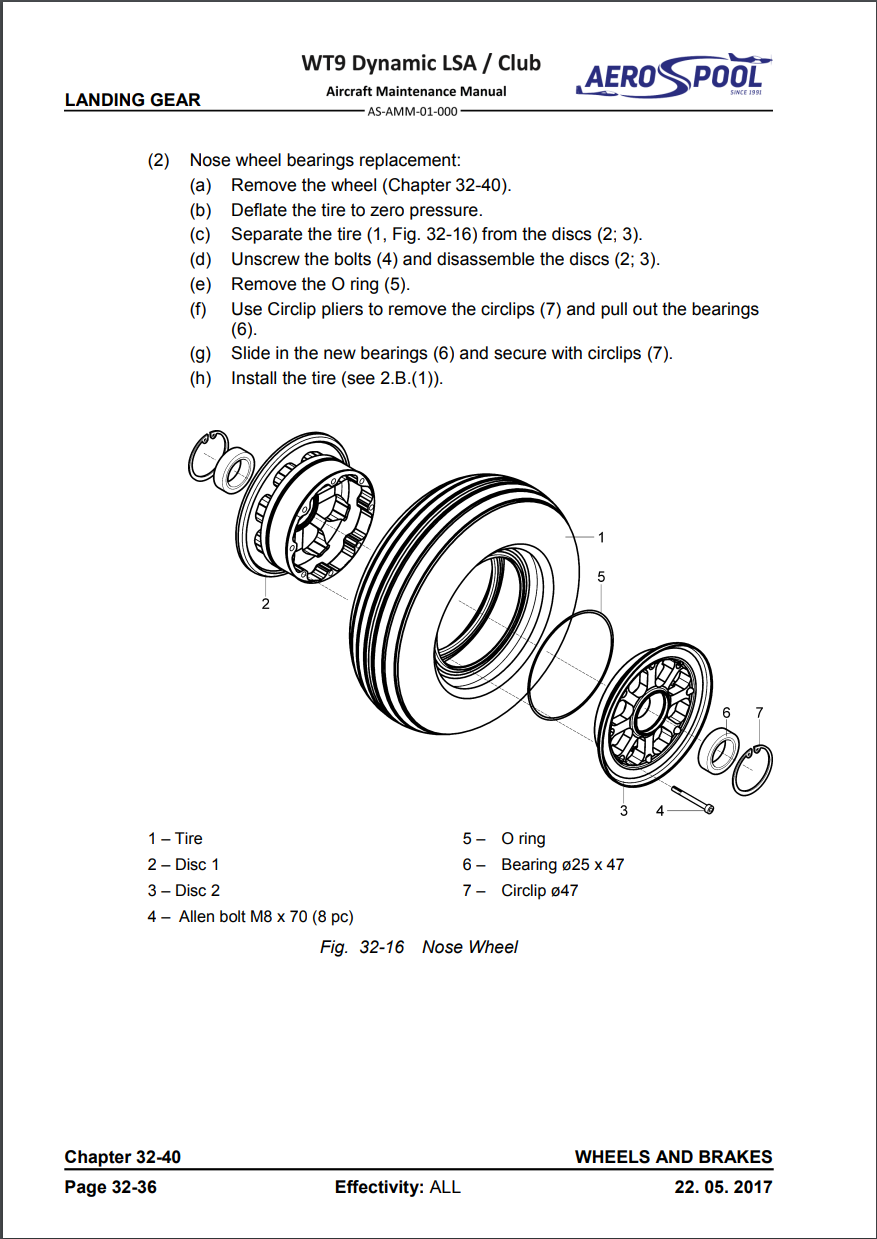 WT9 Dynamic LSA / Club
Aircraft Maintenance Manual
AS-AMM-01-000
LANDING GEAR
AEROSPOOL
SINCE 1991
(2) Nose wheel bearings replacement:
(a) Remove the wheel (Chapter 32-40).
(b) Deflate the tire to zero pressure.
(c) Separate the tire (1, Fig. 32-16) from the discs (2; 3).
(d) Unscrew the bolts (4) and disassemble the discs (2; 3).
(e) Remove the O ring (5).
(f) Use Circlip pliers to remove the circlips (7) and pull out the bearings
(6).
(g) Slide in the new bearings (6) and secure with circlips (7).
(h) Install the tire (see 2.B.(1)).
1
5
2
6 7
3 4
1 – Tire
2 – Disc 1
3 – Disc 2
4 – Allen bolt M8 x 70 (8 pc)
5 – O ring
6 – Bearing ø25 x 47
7 – Circlip ø47
Fig. 32-16 Nose Wheel
Chapter 32-40 WHEELS AND BRAKES
Page 32-36 Effectivity: ALL 22. 05. 2017